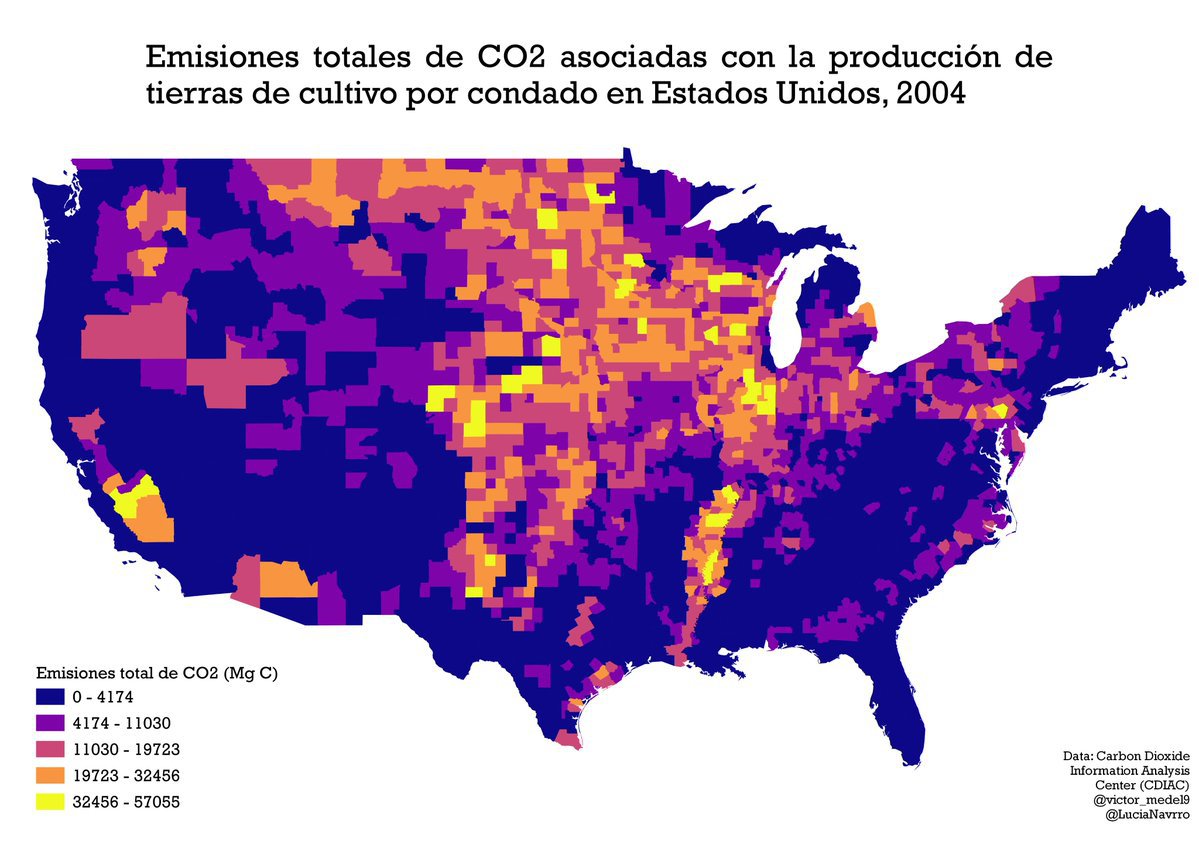 Emisiones totales de CO2 asociadas con la producción de
tierras de cultivo por condado en Estados Unidos, 2004
Emisiones total de CO2 (Mg C)
0 - 4174
4174 - 11030
11030 - 19723
19723 - 32456
32456 - 57055
Data: Carbon Dioxide
Information Analysis
Center (CDIAC)
@victor_medel9
@LuciaNavrro